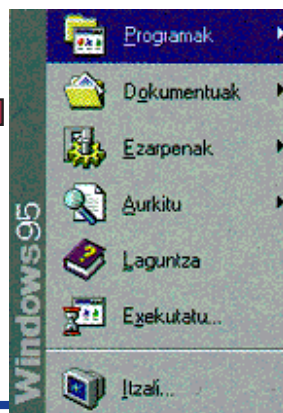 Programak
Dokumentuak
Ezarpenak
Aurkitu
Laguntza
Exekutatu...
Itzali...
Windows95